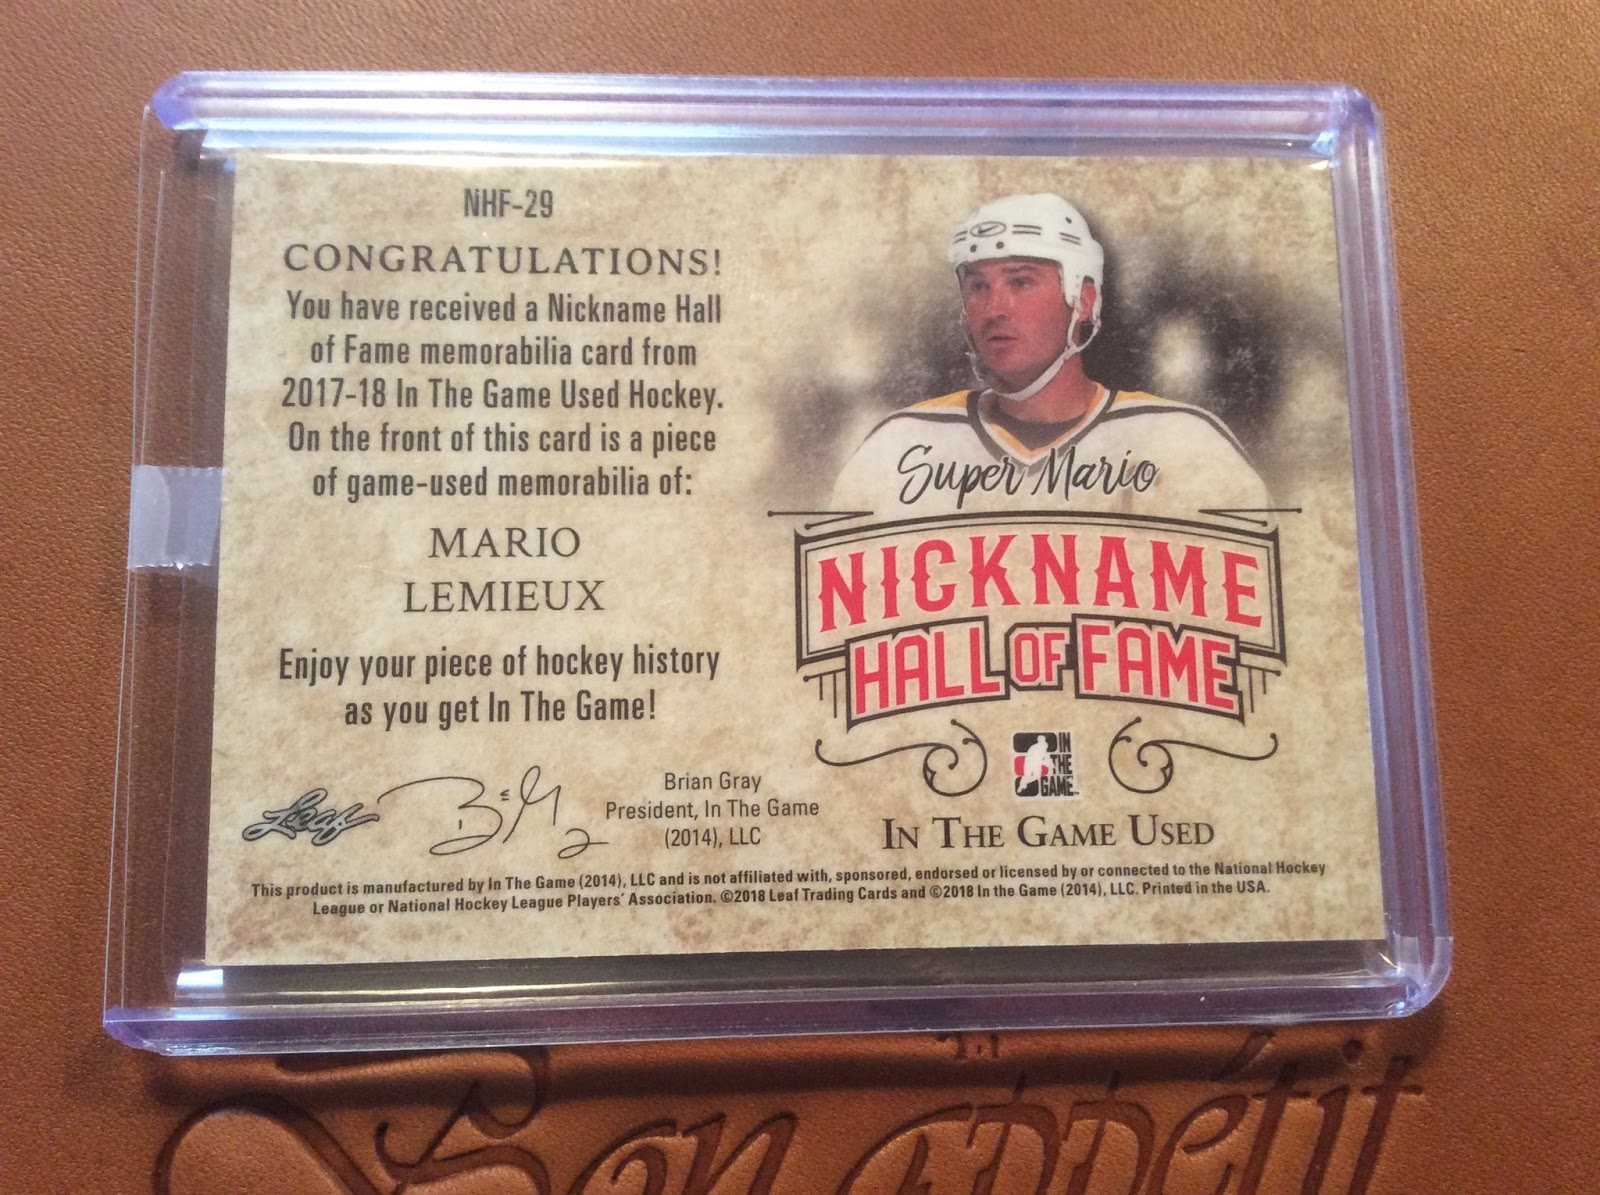 NHF-29
CONGRATULATIONS!
You have received a Nickname Hall
of Fame memorabilia card from
2017-18 In The Game Used Hockey.
On the front of this card is a piece
of game-used memorabilia of:
MARIO
LEMIEUX
Enjoy your piece of hockey history
as you get In The Game!
Leaf
Brian Gray
President, In The Game
(2014), LLC
Super Mario
NICKNAME
HALL OF FAME
IN
THE
GAME
IN THE GAME USED
This product is manufactured by In The Game (2014), LLC and is not affiliated with, sponsored, endorsed or licensed by or connected to the National Hockey
League or National Hockey League Players' Association. ©2018 Leaf Trading Cards and ©2018 In the Game (2014), LLC. Printed in the USA.
Bon appétit